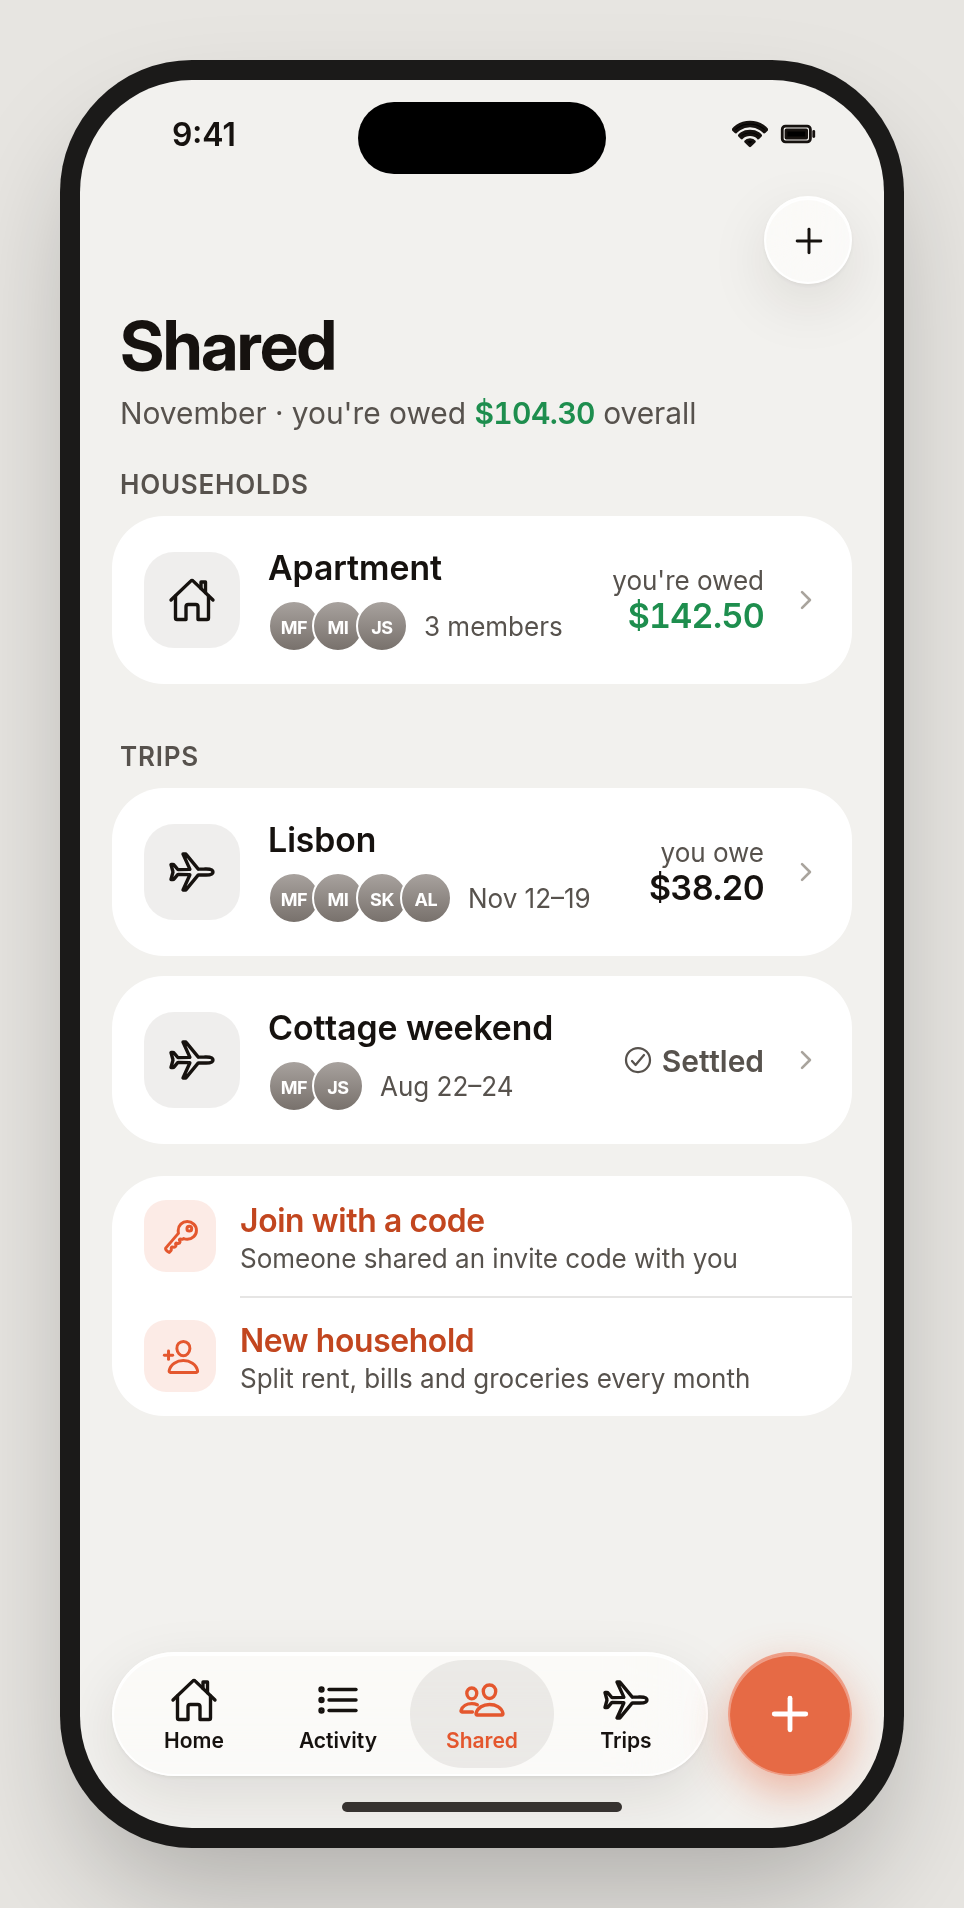 9:41
Shared
November · you're owed $104.30 overall
HOUSEHOLDS
Apartment
MF MI JS 3 members
you're owed
$142.50
TRIPS
Lisbon
MF MI SK AL Nov 12–19
you owe
$38.20
Cottage weekend
MF JS Aug 22–24
Settled
Join with a code
Someone shared an invite code with you
New household
Split rent, bills and groceries every month
Home Activity Shared Trips